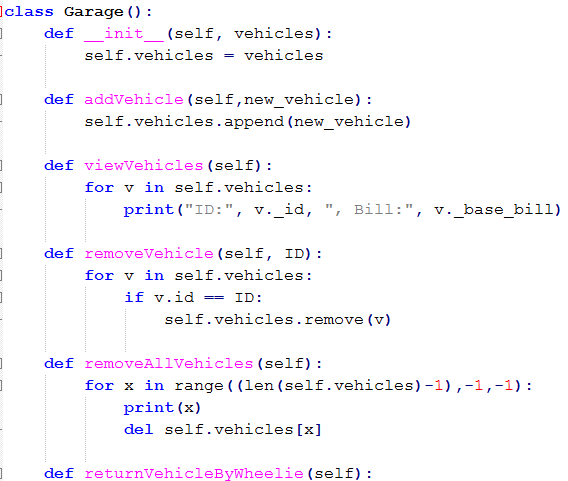 class Garage():
    def __init__(self, vehicles):
        self.vehicles = vehicles
    def addVehicle(self,new_vehicle):
        self.vehicles.append(new_vehicle)
    def viewVehicles(self):
        for v in self.vehicles:
            print("ID:", v._id, ", Bill:", v._base_bill)
    def removeVehicle(self, ID):
        for v in self.vehicles:
            if v.id == ID:
                self.vehicles.remove(v)
    def removeAllVehicles(self):
        for x in range((len(self.vehicles)-1),-1,-1):
            print(x)
            del self.vehicles[x]
    def returnVehicleByWheelie(self):